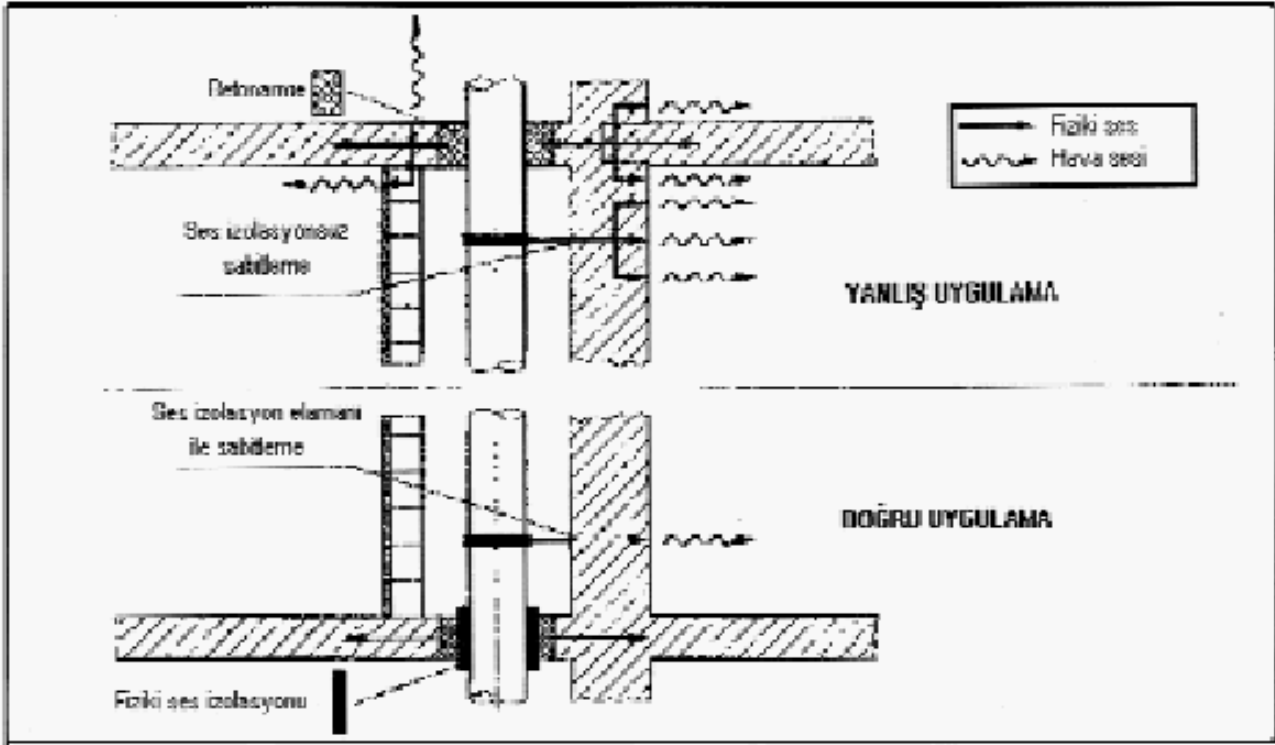 Betonarme
Fiziki ses
Hava sesi
Ses izolasyonsuz
sabitleme
YANLIŞ UYGULAMA
Ses izolasyon elamanı
ile sabitleme
DOĞRU UYGULAMA
Fiziki ses izolasyonu